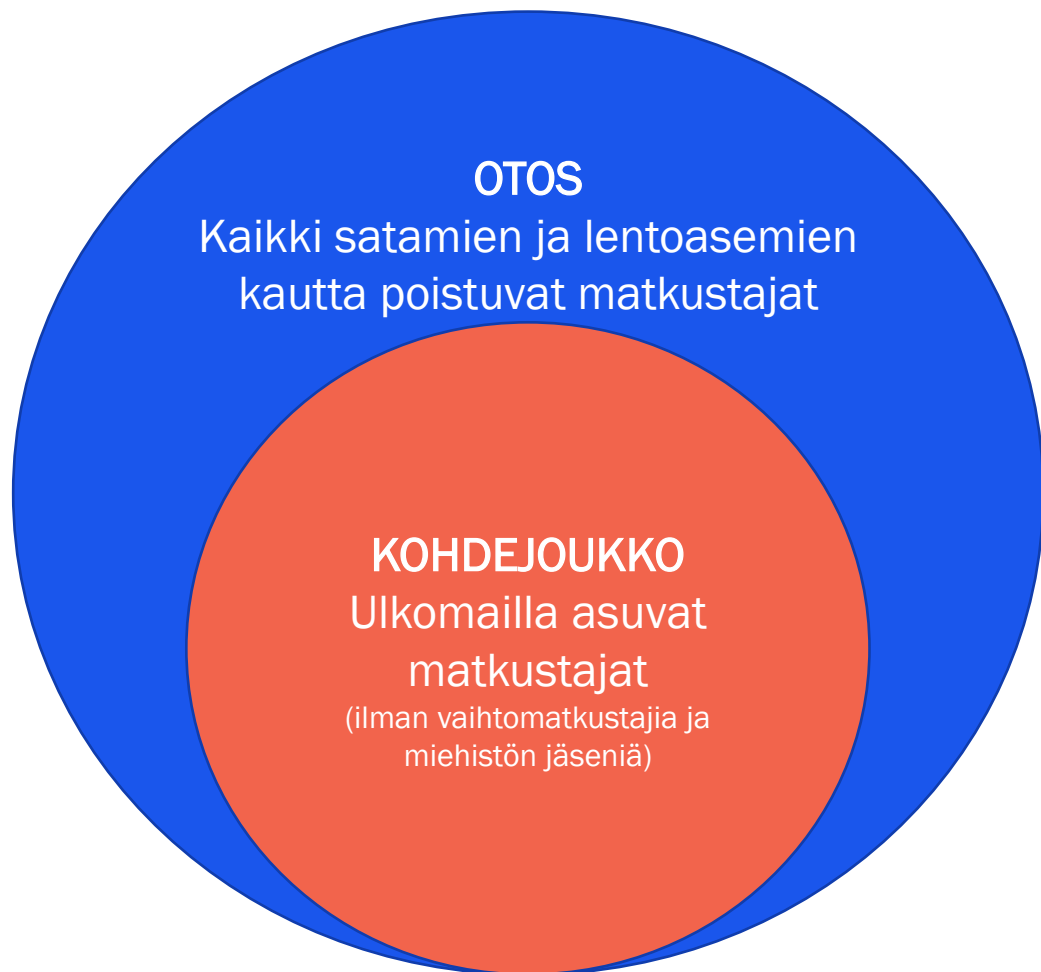 OTOS
Kaikki satamien ja lentoasemien
kautta poistuvat matkustajat
KOHDEJOUKKO
Ulkomailla asuvat
matkustajat
(ilman vaihtomatkustajia ja
miehistön jäseniä)